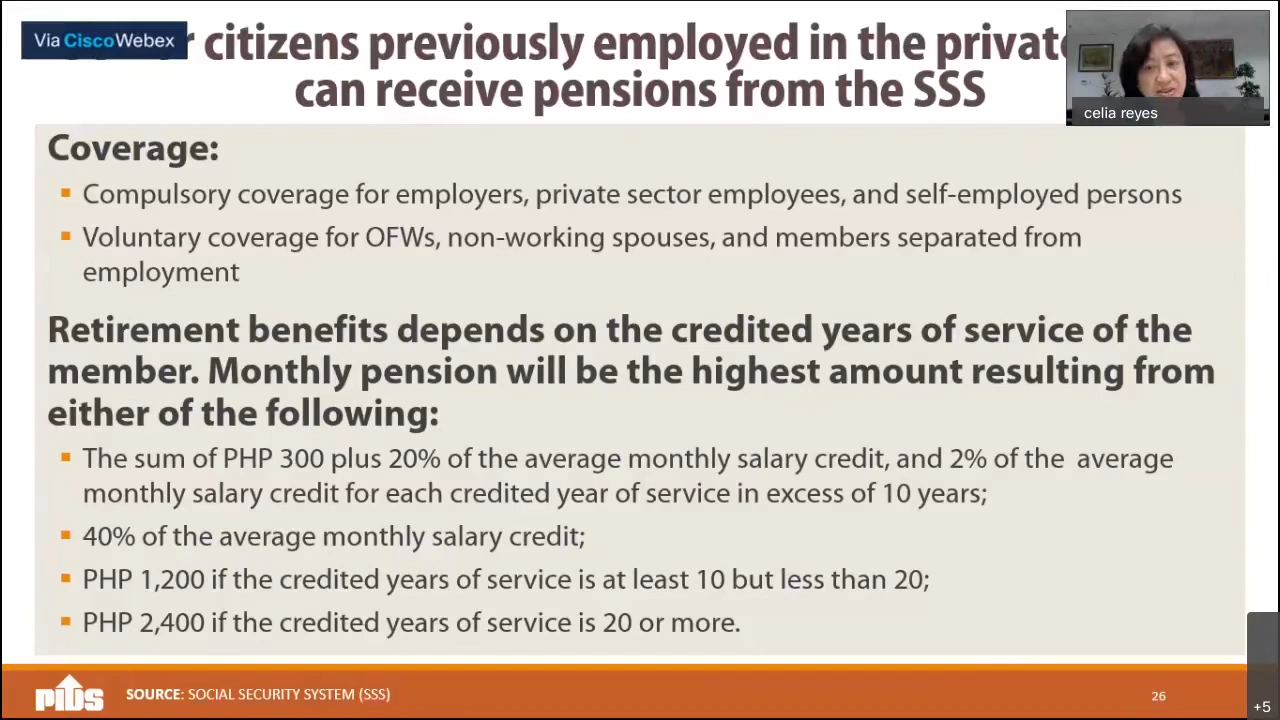 Via Cisco Webex
citizens previously employed in the private
can receive pensions from the SSS
celia reyes
Coverage:
▪ Compulsory coverage for employers, private sector employees, and self-employed persons
▪ Voluntary coverage for OFWs, non-working spouses, and members separated from
employment
Retirement benefits depends on the credited years of service of the
member. Monthly pension will be the highest amount resulting from
either of the following:
▪ The sum of PHP 300 plus 20% of the average monthly salary credit, and 2% of the average
monthly salary credit for each credited year of service in excess of 10 years;
▪ 40% of the average monthly salary credit;
▪ PHP 1,200 if the credited years of service is at least 10 but less than 20;
▪ PHP 2,400 if the credited years of service is 20 or more.
pids
SOURCE: SOCIAL SECURITY SYSTEM (SSS)
26
+5